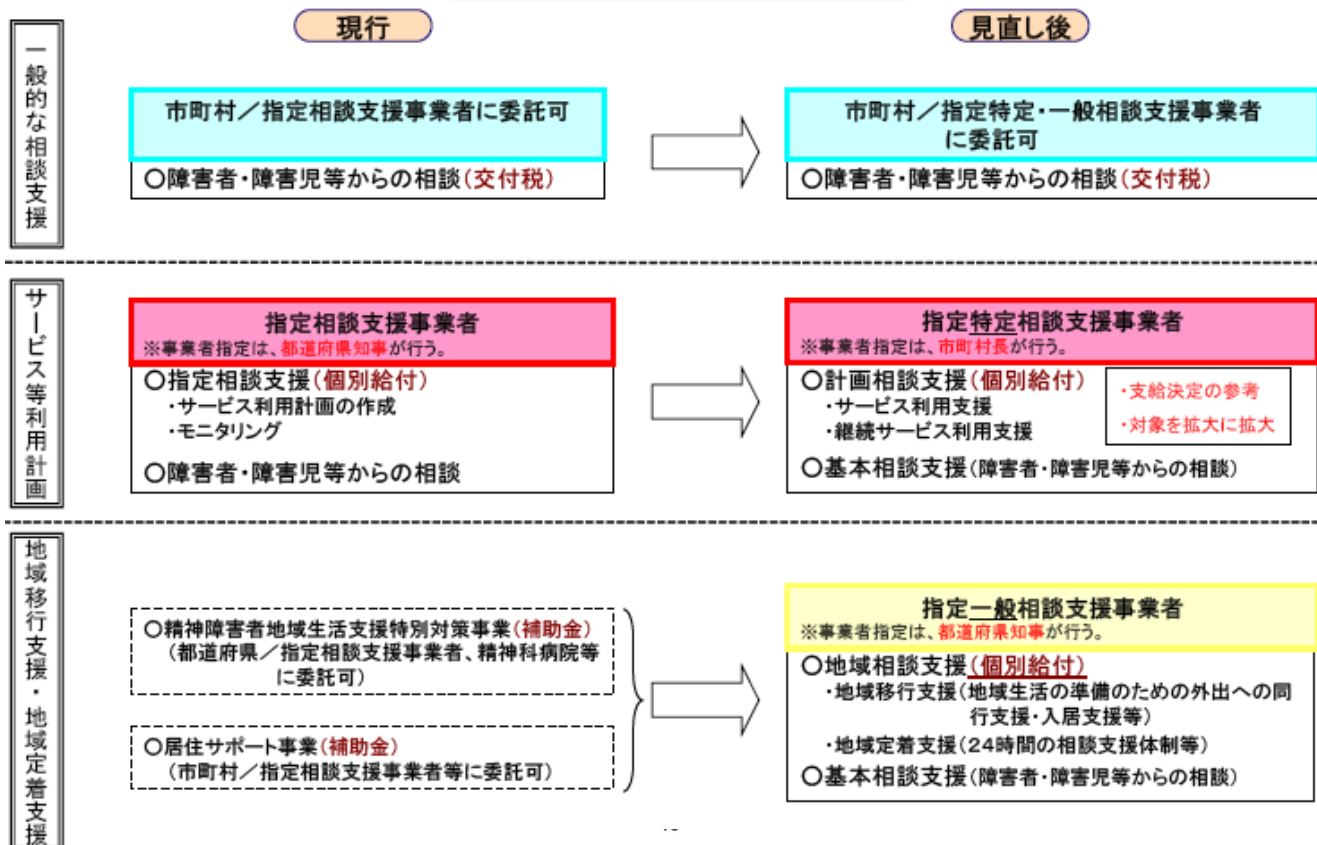 現行
見直し後
一般的な相談支援
市町村／指定相談支援事業者に委託可
○障害者・障害児等からの相談(交付税)
市町村／指定特定・一般相談支援事業者
に委託可
○障害者・障害児等からの相談(交付税)
サービス等利用計画
指定相談支援事業者
※事業者指定は、都道府県知事が行う。
○指定相談支援(個別給付)
・サービス利用計画の作成
・モニタリング
○障害者・障害児等からの相談
指定特定相談支援事業者
※事業者指定は、市町村長が行う。
○計画相談支援(個別給付)
・サービス利用支援
・継続サービス利用支援
・支給決定の参考
・対象を拡大に拡大
○基本相談支援(障害者・障害児等からの相談)
地域移行支援・地域定着支援
○精神障害者地域生活支援特別対策事業(補助金)
(都道府県／指定相談支援事業者、精神科病院等
に委託可)
○居住サポート事業(補助金)
(市町村／指定相談支援事業者等に委託可)
指定一般相談支援事業者
※事業者指定は、都道府県知事が行う。
○地域相談支援(個別給付)
・地域移行支援(地域生活の準備のための外出への同
行支援・入居支援等)
・地域定着支援(24時間の相談支援体制等)
○基本相談支援(障害者・障害児等からの相談)